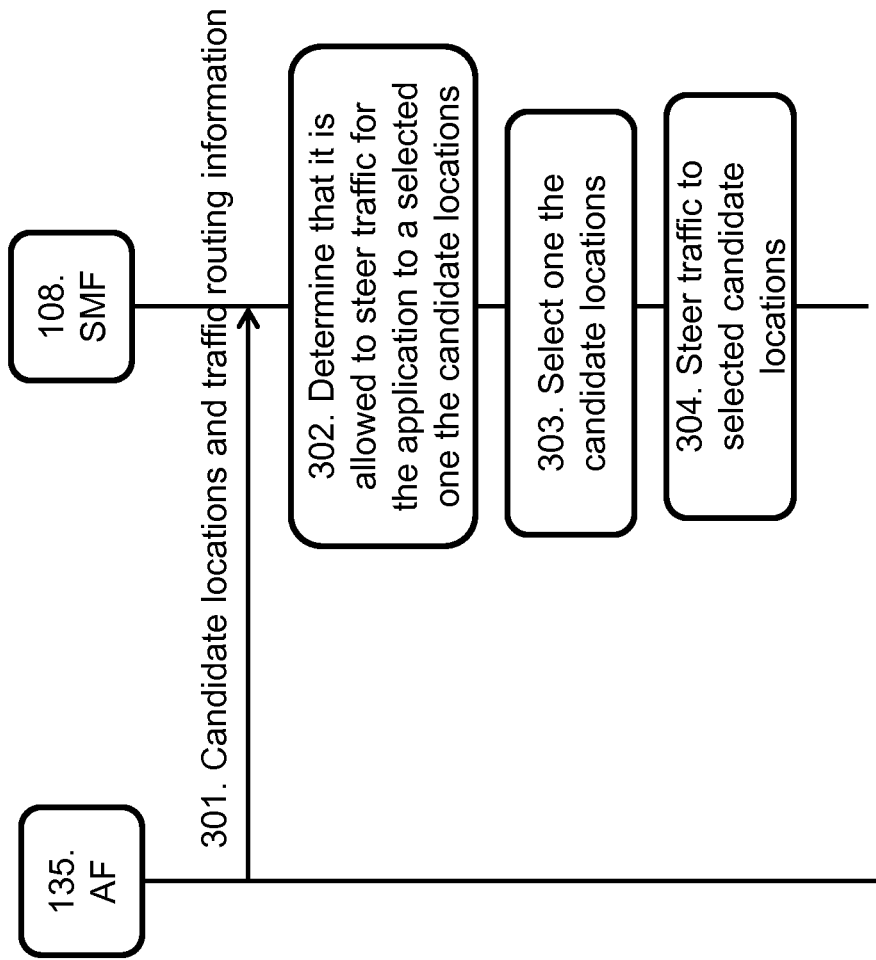 135.
AF
108.
SMF
301. Candidate locations and traffic routing information
302. Determine that it is
allowed to steer traffic for
the application to a selected
one the candidate locations
303. Select one the
candidate locations
304. Steer traffic to
selected candidate
locations